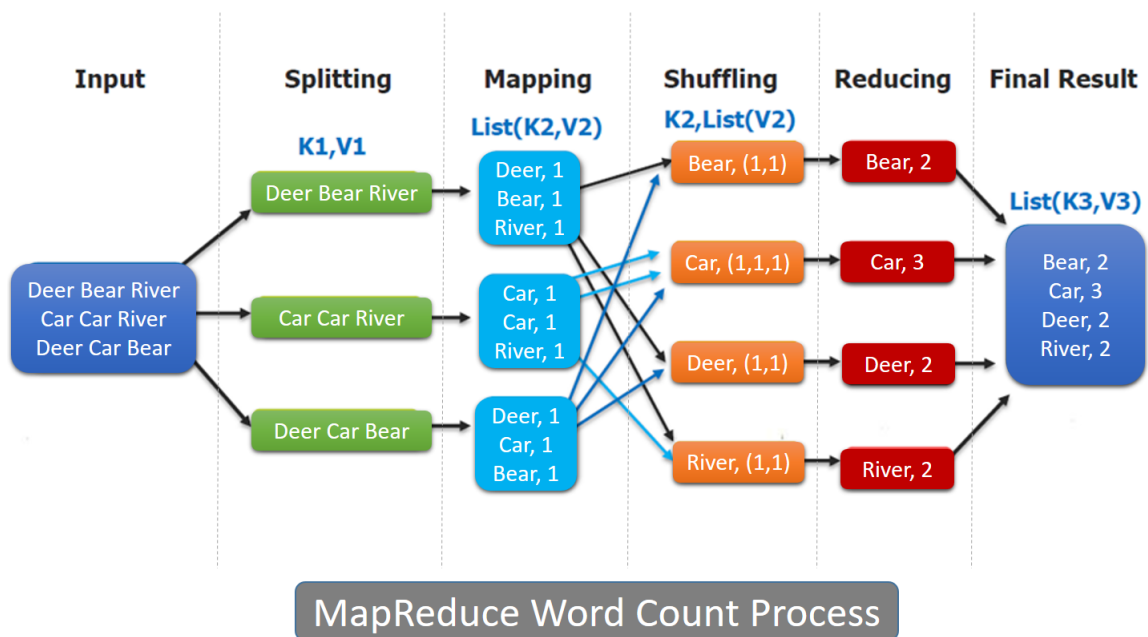 Input
Splitting
Mapping
Shuffling
Reducing
Final Result
K1,V1
List(K2,V2)
K2,List(V2)
List(K3,V3)
Deer Bear River
Car Car River
Deer Car Bear
Deer Bear River
Car Car River
Deer Car Bear
Deer, 1
Bear, 1
River, 1
Car, 1
Car, 1
River, 1
Deer, 1
Car, 1
Bear, 1
Bear, (1,1)
Car, (1,1,1)
Deer, (1,1)
River, (1,1)
Bear, 2
Car, 3
Deer, 2
River, 2
Bear, 2
Car, 3
Deer, 2
River, 2
MapReduce Word Count Process